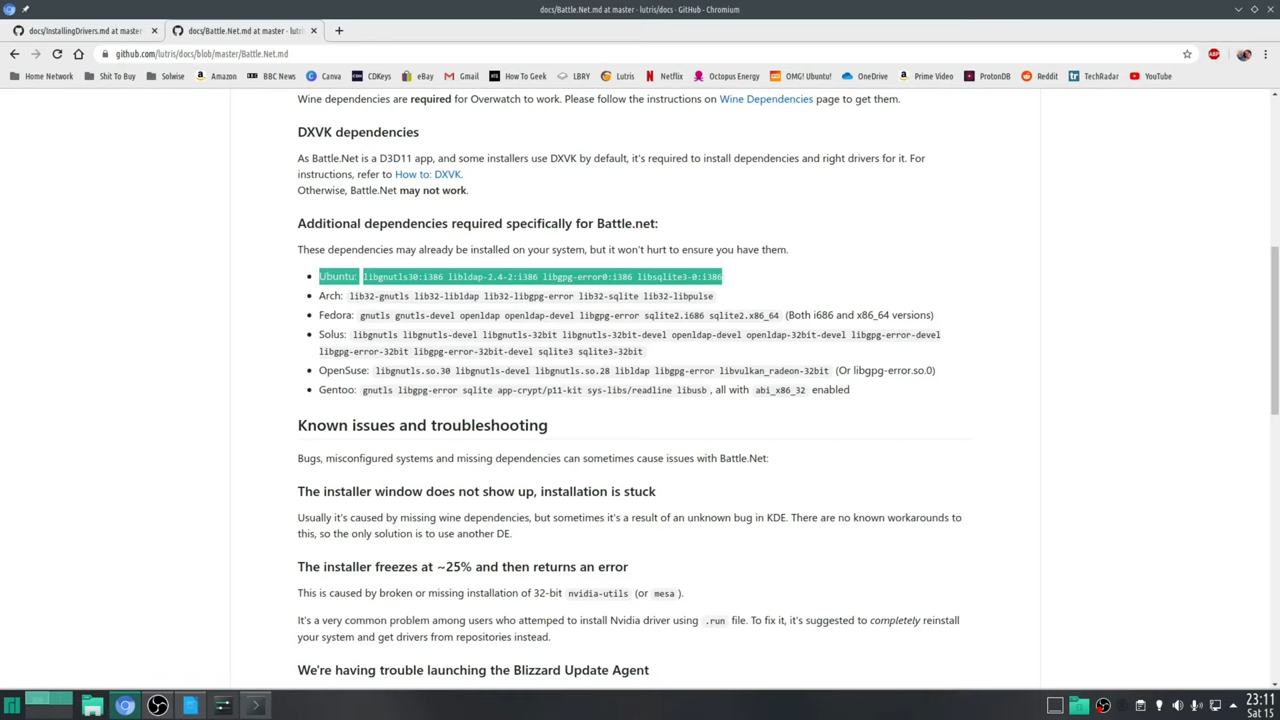 docs/Battle.Net.md at master · lutris/docs · GitHub - Chromium
docs/InstallingDrivers.md at master
docs/Battle.Net.md at master · lutri
github.com/lutris/docs/blob/master/Battle.Net.md
ABP
Home Network
Shit To Buy
Solwise
Amazon
BBC News
Canva
CDKeys
eBay
Gmail
How To Geek
LBRY
Lutris
Netflix
Octopus Energy
OMG! Ubuntu!
OneDrive
Prime Video
ProtonDB
Reddit
TechRadar
YouTube
Wine dependencies are required for Overwatch to work. Please follow the instructions on Wine Dependencies page to get them.
DXVK dependencies
As Battle.Net is a D3D11 app, and some installers use DXVK by default, it's required to install dependencies and right drivers for it. For
instructions, refer to How to: DXVK.
Otherwise, Battle.Net may not work.
Additional dependencies required specifically for Battle.net:
These dependencies may already be installed on your system, but it won't hurt to ensure you have them.
Ubuntu: libgnutls30:i386 libldap-2.4-2:i386 libgpg-error0:i386 libsqlite3-0:i386
Arch: lib32-gnutls lib32-libldap lib32-libgpg-error lib32-sqlite lib32-libpulse
Fedora: gnutls gnutls-devel openldap openldap-devel libgpg-error sqlite2.i686 sqlite2.x86_64 (Both i686 and x86_64 versions)
Solus: libgnutls libgnutls-devel libgnutls-32bit libgnutls-32bit-devel openldap-devel openldap-32bit-devel libgpg-error-devel
libgpg-error-32bit libgpg-error-32bit-devel sqlite3 sqlite3-32bit
OpenSuse: libgnutls.so.30 libgnutls-devel libgnutls.so.28 libldap libgpg-error libvulkan_radeon-32bit (Or libgpg-error.so.0)
Gentoo: gnutls libgpg-error sqlite app-crypt/p11-kit sys-libs/readline libusb , all with abi_x86_32 enabled
Known issues and troubleshooting
Bugs, misconfigured systems and missing dependencies can sometimes cause issues with Battle.Net:
The installer window does not show up, installation is stuck
Usually it's caused by missing wine dependencies, but sometimes it's a result of an unknown bug in KDE. There are no known workarounds to
this, so the only solution is to use another DE.
The installer freezes at ~25% and then returns an error
This is caused by broken or missing installation of 32-bit nvidia-utils (or mesa ).
It's a very common problem among users who attemped to install Nvidia driver using .run file. To fix it, it's suggested to completely reinstall
your system and get drivers from repositories instead.
We're having trouble launching the Blizzard Update Agent
23:11
Sat 15